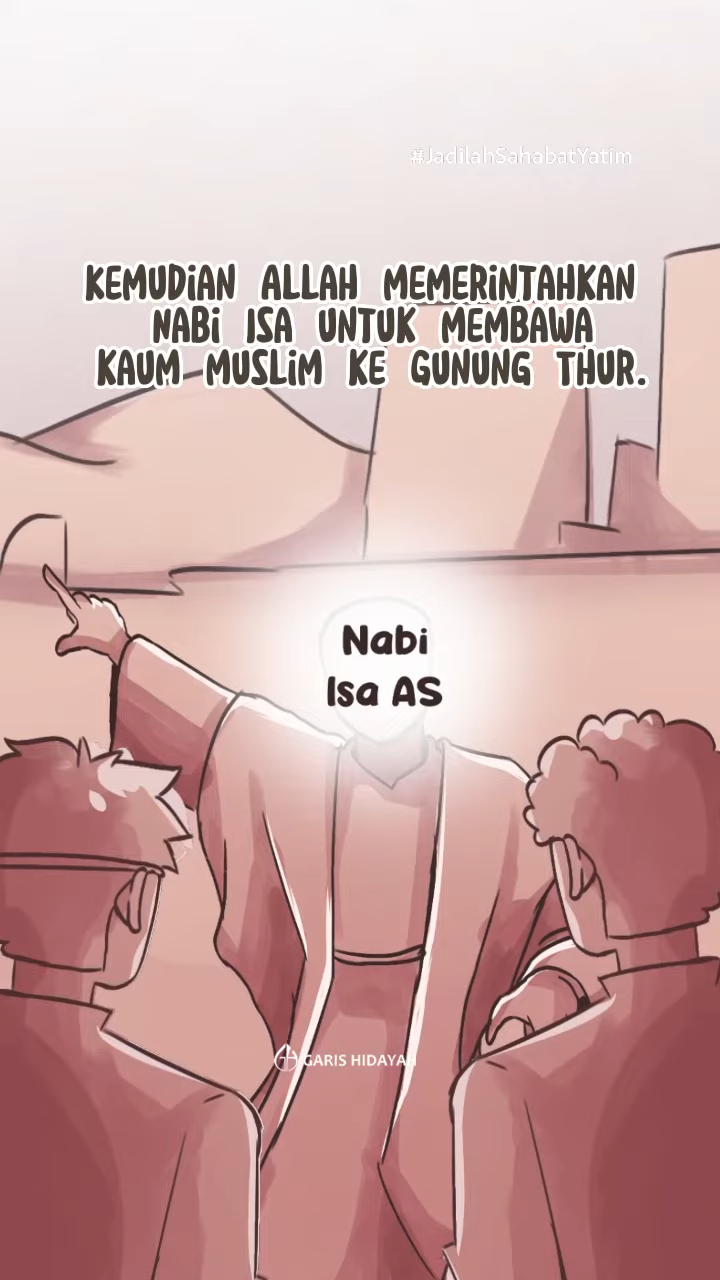 #JadilahSahabatYatim
KEMUDiAN ALLAH MEMERiNTAHKAN
NABi ISA UNTUK MEMBAWA
KAUM MUSLiM KE GUNUNG THUR.
Nabi
Isa AS
GARIS HIDAYAH